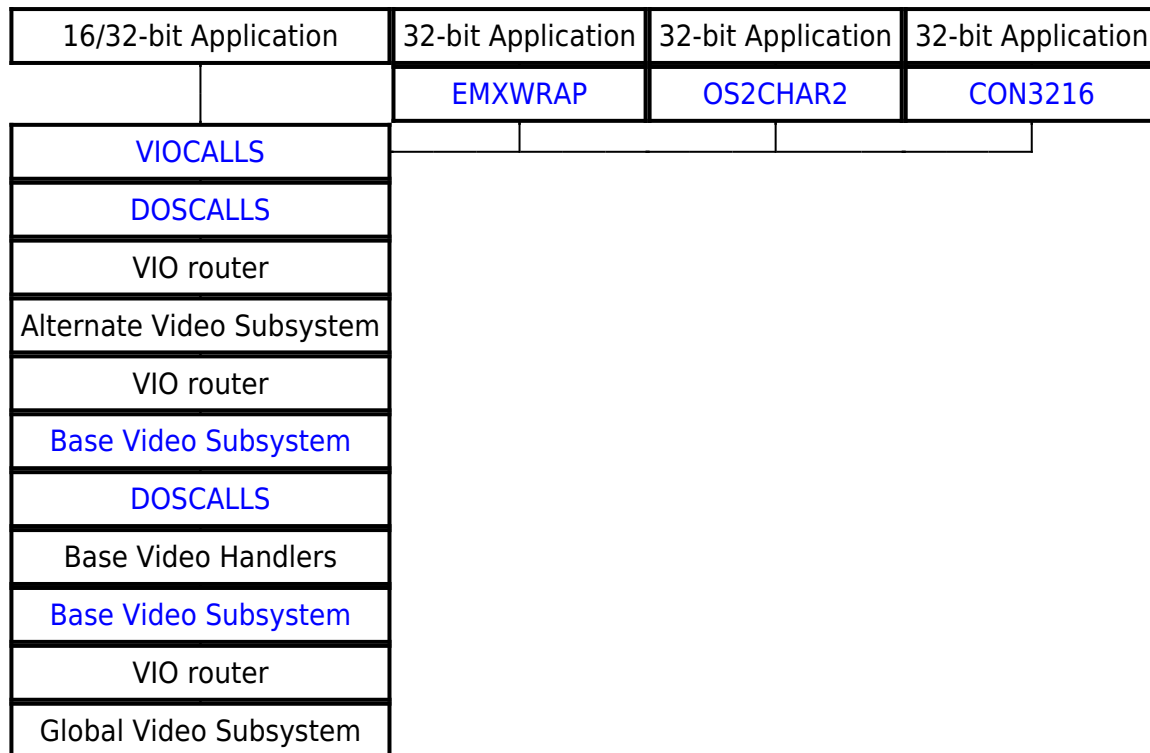 16/32-bit Application
32-bit Application
32-bit Application
32-bit Application
EMXWRAP
OS2CHAR2
CON3216
VIOCALLS
DOSCALLS
VIO router
Alternate Video Subsystem
VIO router
Base Video Subsystem
DOSCALLS
Base Video Handlers
Base Video Subsystem
VIO router
Global Video Subsystem